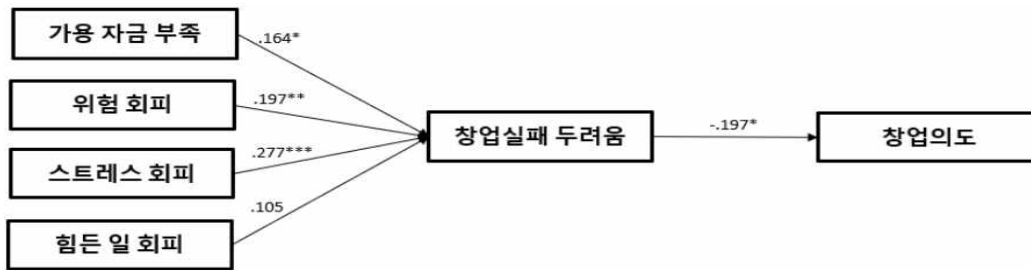 가용 자금 부족
.164*
위험 회피
.197**
창업실패 두려움
-.197*
창업의도
스트레스 회피
.277***
힘든 일 회피
.105